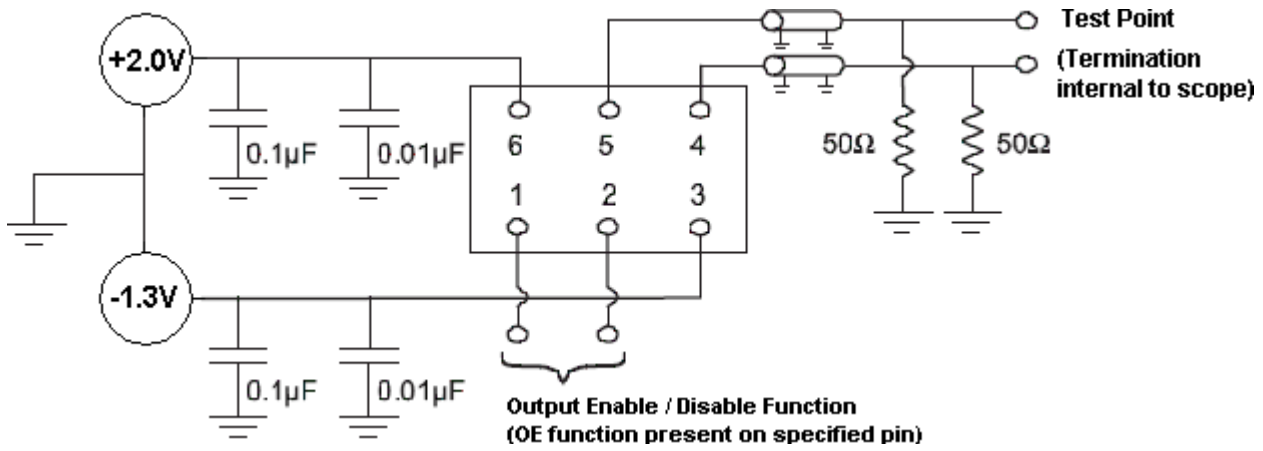 Test Point
+2.0V
(Termination
internal to scope)
0.1µF
0.01µF
6
5
4
50Ω
50Ω
1
2
3
-1.3V
0.1µF
0.01µF
Output Enable / Disable Function
(OE function present on specified pin)